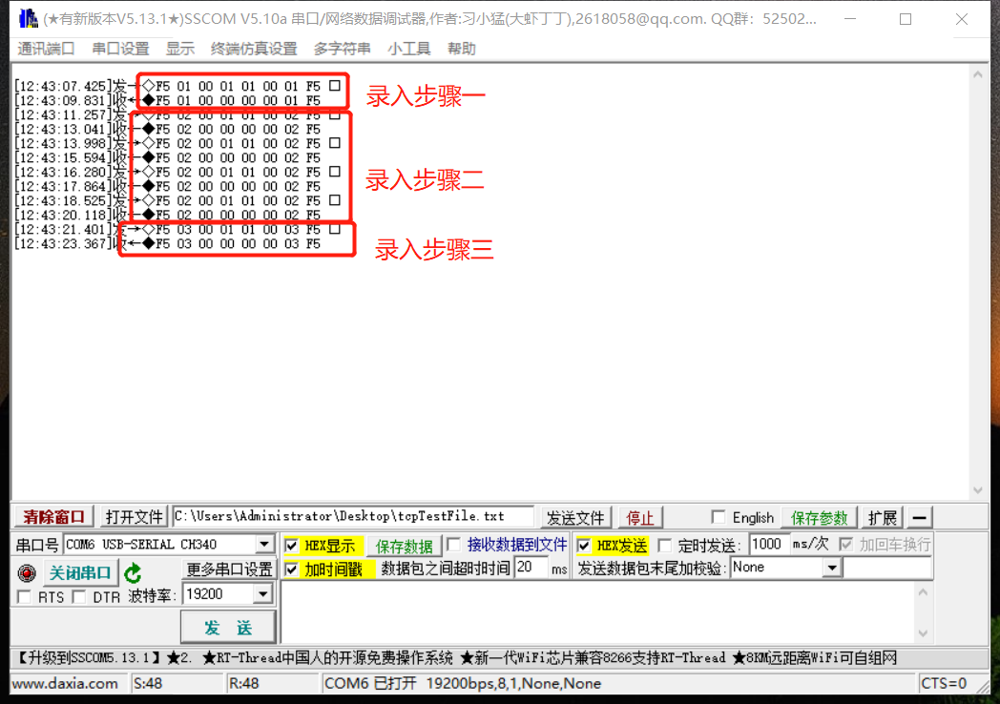 (★有新版本V5.13.1★)SSCOM V5.10a 串口/网络数据调试器,作者:习小猛(大虾丁丁),2618058@qq.com. QQ群: 52502...
通讯端口 串口设置 显示 终端仿真设置 多字符串 小工具 帮助
[12:43:07.425]发→◇F5 01 00 01 01 00 01 F5 □
[12:43:09.831]收←◆F5 01 00 00 00 00 01 F5
录入步骤一
[12:43:11.257]发→◇F5 02 00 01 01 00 02 F5 □
[12:43:13.041]收←◆F5 02 00 00 00 00 02 F5
[12:43:13.998]发→◇F5 02 00 01 01 00 02 F5 □
[12:43:15.594]收←◆F5 02 00 00 00 00 02 F5
[12:43:16.280]发→◇F5 02 00 01 01 00 02 F5 □
[12:43:17.864]收←◆F5 02 00 00 00 00 02 F5
录入步骤二
[12:43:18.525]发→◇F5 02 00 01 01 00 02 F5 □
[12:43:20.118]收←◆F5 02 00 00 00 00 02 F5
[12:43:21.401]发→◇F5 03 00 01 01 00 03 F5 □
[12:43:23.367]收←◆F5 03 00 00 00 00 03 F5
录入步骤三
清除窗口 打开文件 C:\Users\Administrator\Desktop\tcpTestFile.txt 发送文件 停止 English 保存参数 扩展 —
串口号 COM6 USB-SERIAL CH340 HEX显示 保存数据 接收数据到文件 HEX发送 定时发送: 1000 ms/次 加回车换行
关闭串口 更多串口设置 加时间戳 数据包之间超时时间 20 ms 发送数据包末尾加校验: None
RTS DTR 波特率: 19200
发 送
【升级到SSCOM5.13.1】★2. ★RT-Thread中国人的开源免费操作系统 ★新一代WiFi芯片兼容8266支持RT-Thread ★8KM远距离WiFi可自组网
www.daxia.com S:48 R:48 COM6 已打开 19200bps,8,1,None,None CTS=0